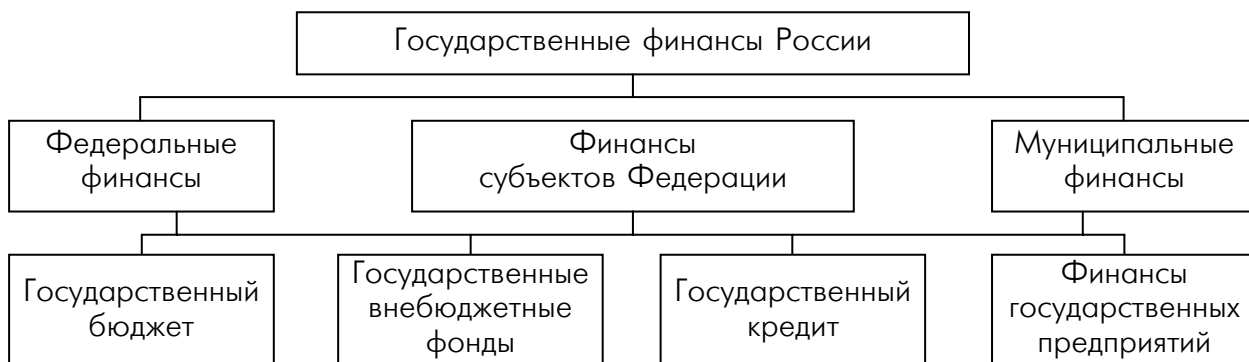 Государственные финансы России
Федеральные
финансы
Финансы
субъектов Федерации
Муниципальные
финансы
Государственный
бюджет
Государственные
внебюджетные
фонды
Государственный
кредит
Финансы
государственных
предприятий